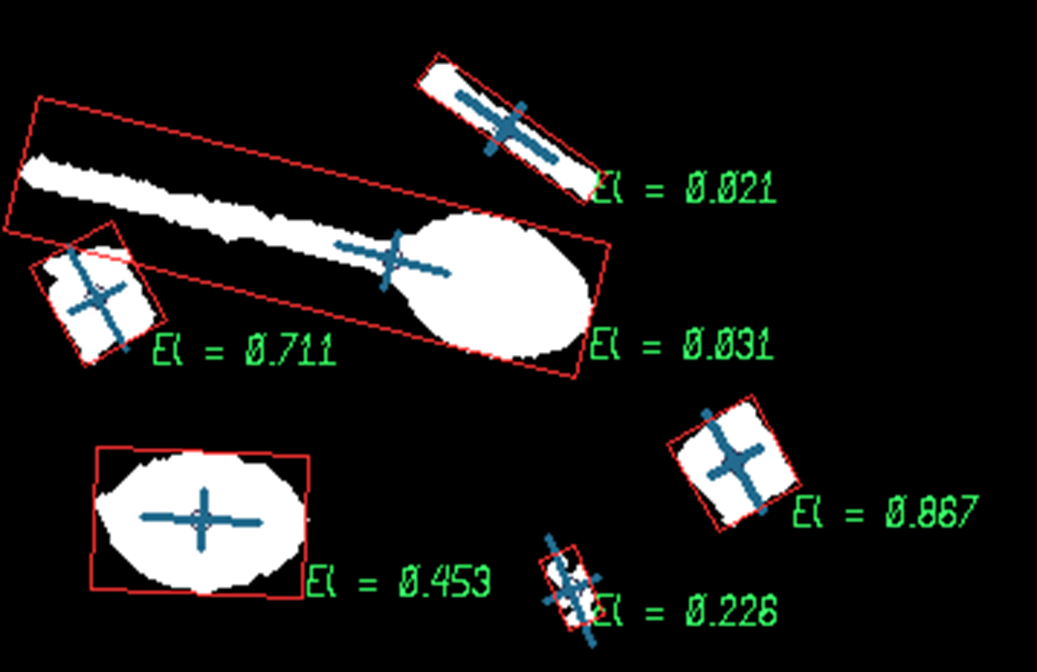 El = 0.021
El = 0.711
El = 0.031
El = 0.867
El = 0.453
El = 0.226